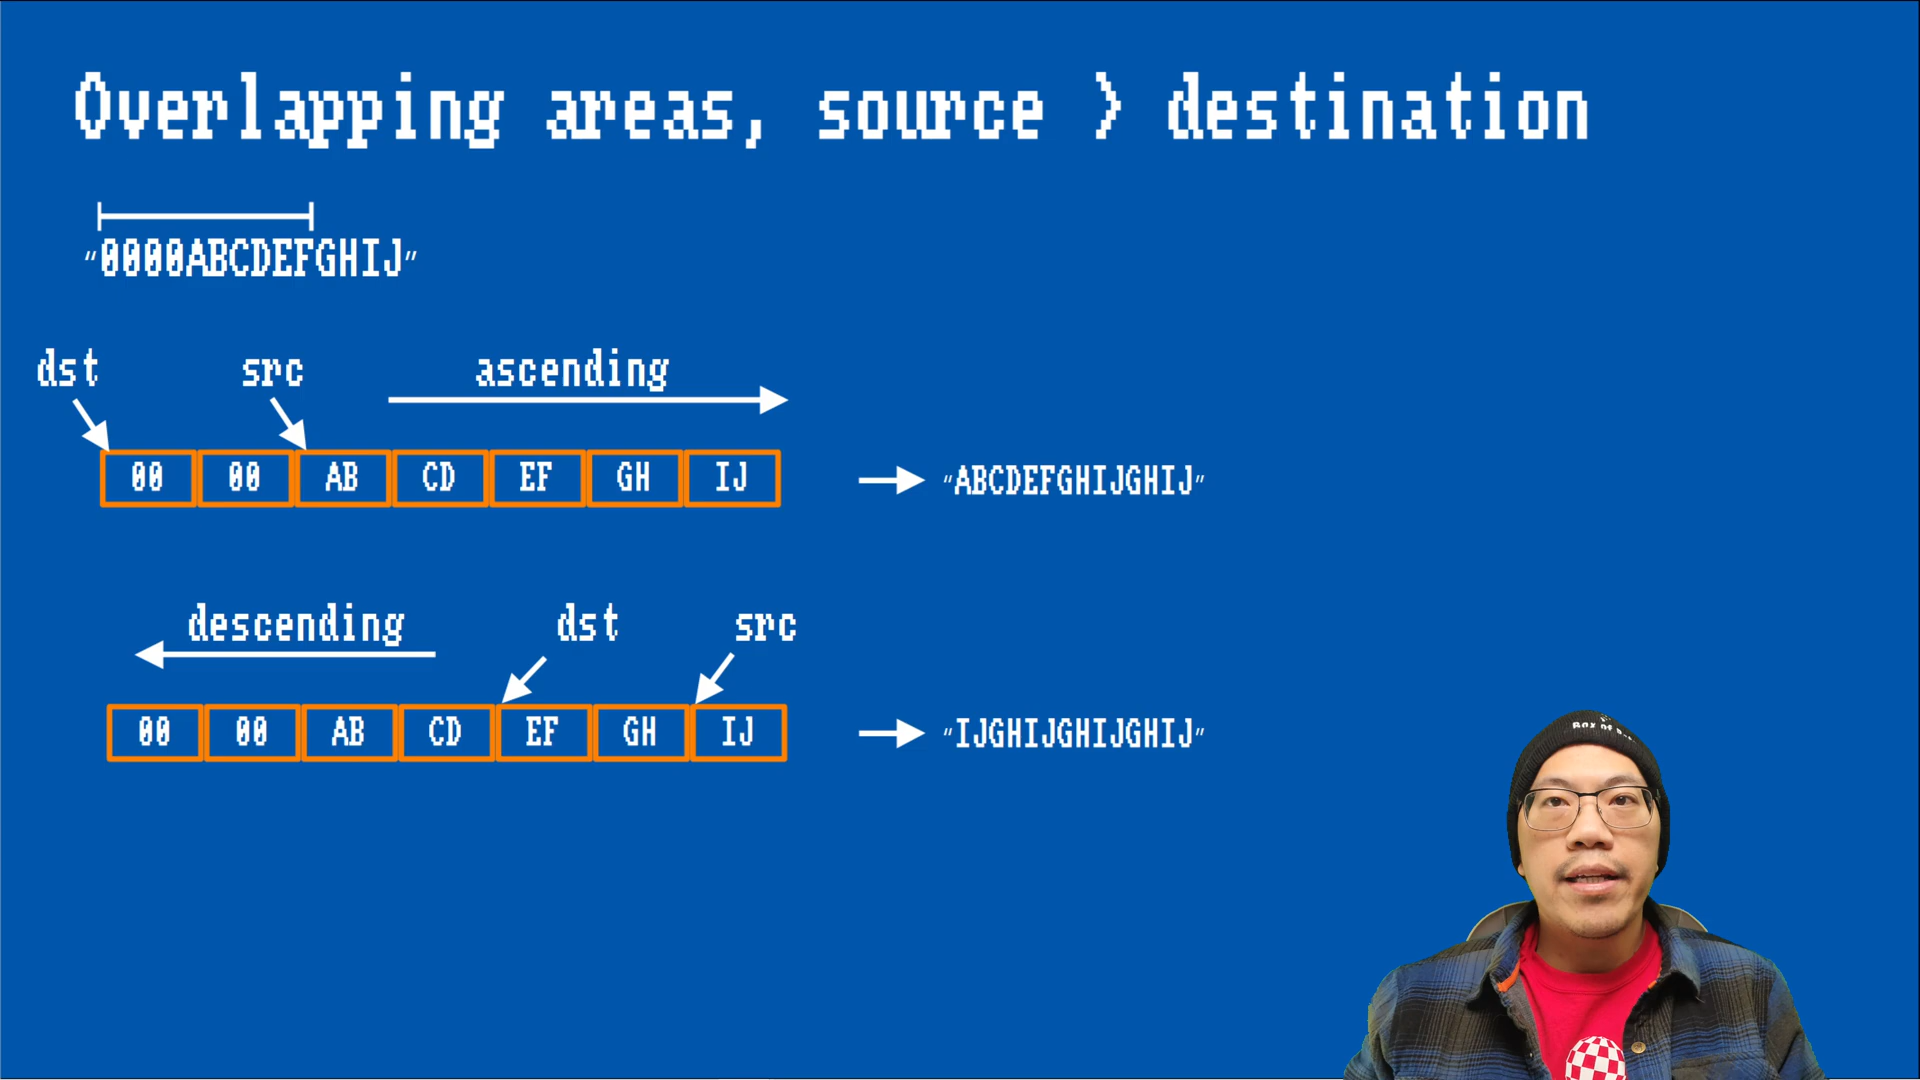 Overlapping areas, source > destination
“0000ABCDEFGHIJ”
dst src ascending
00 00 AB CD EF GH IJ → “ABCDEFGHIJGHIJ”
descending dst src
00 00 AB CD EF GH IJ → “IJGHIJGHIJGHIJ”